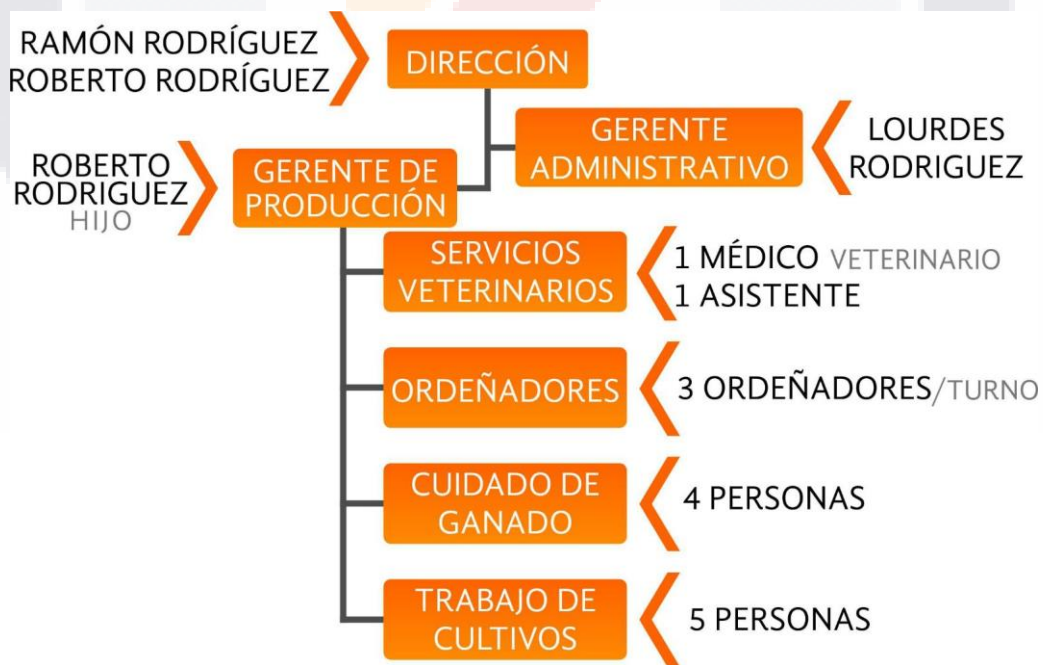 RAMÓN RODRÍGUEZ
ROBERTO RODRÍGUEZ
DIRECCIÓN
GERENTE
ADMINISTRATIVO
LOURDES
RODRIGUEZ
ROBERTO
RODRIGUEZ
HIJO
GERENTE DE
PRODUCCIÓN
SERVICIOS
VETERINARIOS
1 MÉDICO VETERINARIO
1 ASISTENTE
ORDEÑADORES
3 ORDEÑADORES/TURNO
CUIDADO DE
GANADO
4 PERSONAS
TRABAJO DE
CULTIVOS
5 PERSONAS